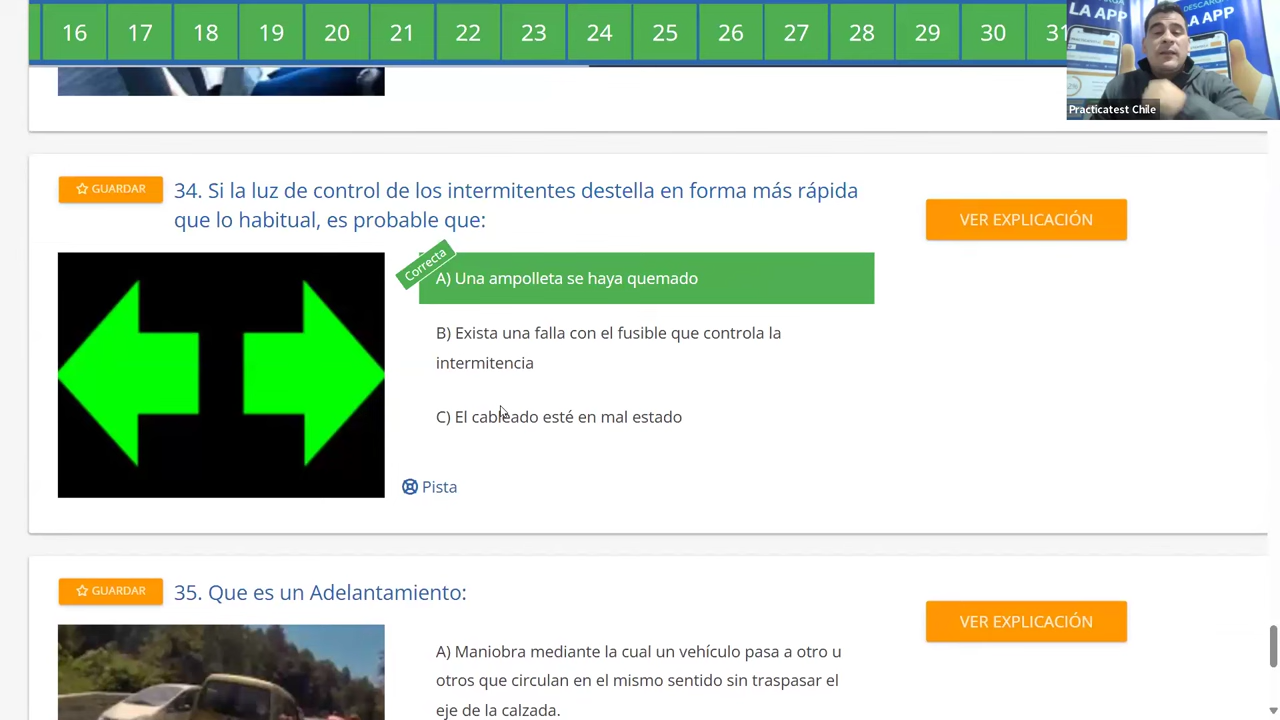 16 17 18 19 20 21 22 23 24 25 26 27 28 29 30 31
LA APP
DESCARGA
LA APP
Practicatest Chile
GUARDAR
34. Si la luz de control de los intermitentes destella en forma más rápida
que lo habitual, es probable que:
VER EXPLICACIÓN
Correcta
A) Una ampolleta se haya quemado
B) Exista una falla con el fusible que controla la
intermitencia
C) El cableado esté en mal estado
Pista
GUARDAR
35. Que es un Adelantamiento:
VER EXPLICACIÓN
A) Maniobra mediante la cual un vehículo pasa a otro u
otros que circulan en el mismo sentido sin traspasar el
eje de la calzada.